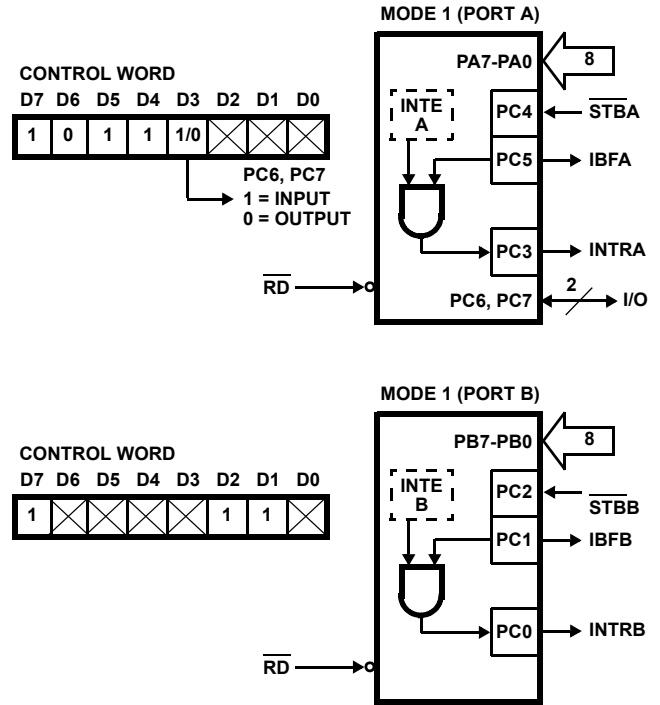 MODE 1 (PORT A)
CONTROL WORD
D7 D6 D5 D4 D3 D2 D1 D0
1 0 1 1 1/0
PC6, PC7
1 = INPUT
0 = OUTPUT
RD
PA7-PA0
8
INTE
A
PC4
STBA
PC5
IBFA
PC3
INTRA
PC6, PC7
2
I/O
MODE 1 (PORT B)
CONTROL WORD
D7 D6 D5 D4 D3 D2 D1 D0
1 1 1
RD
PB7-PB0
8
INTE
B
PC2
STBB
PC1
IBFB
PC0
INTRB